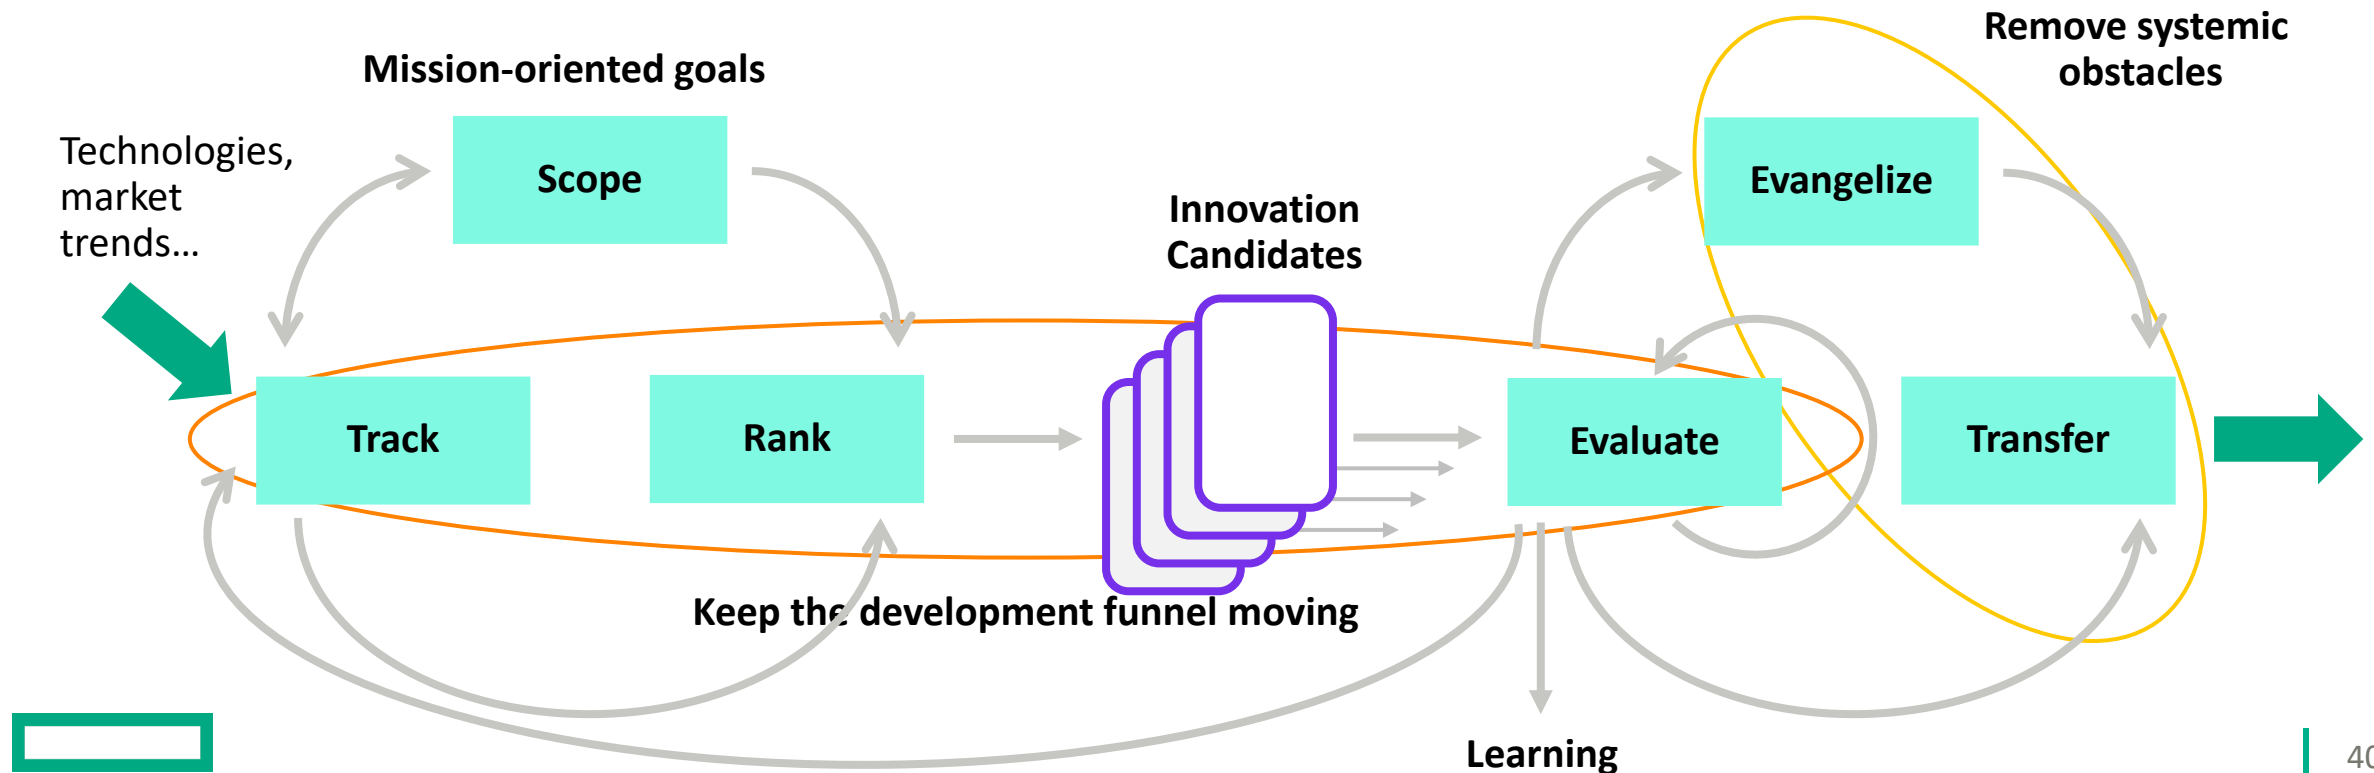 Remove systemic
obstacles
Mission-oriented goals
Technologies,
market
trends…
Scope
Evangelize
Innovation
Candidates
Track
Rank
Evaluate
Transfer
Keep the development funnel moving
Learning
40